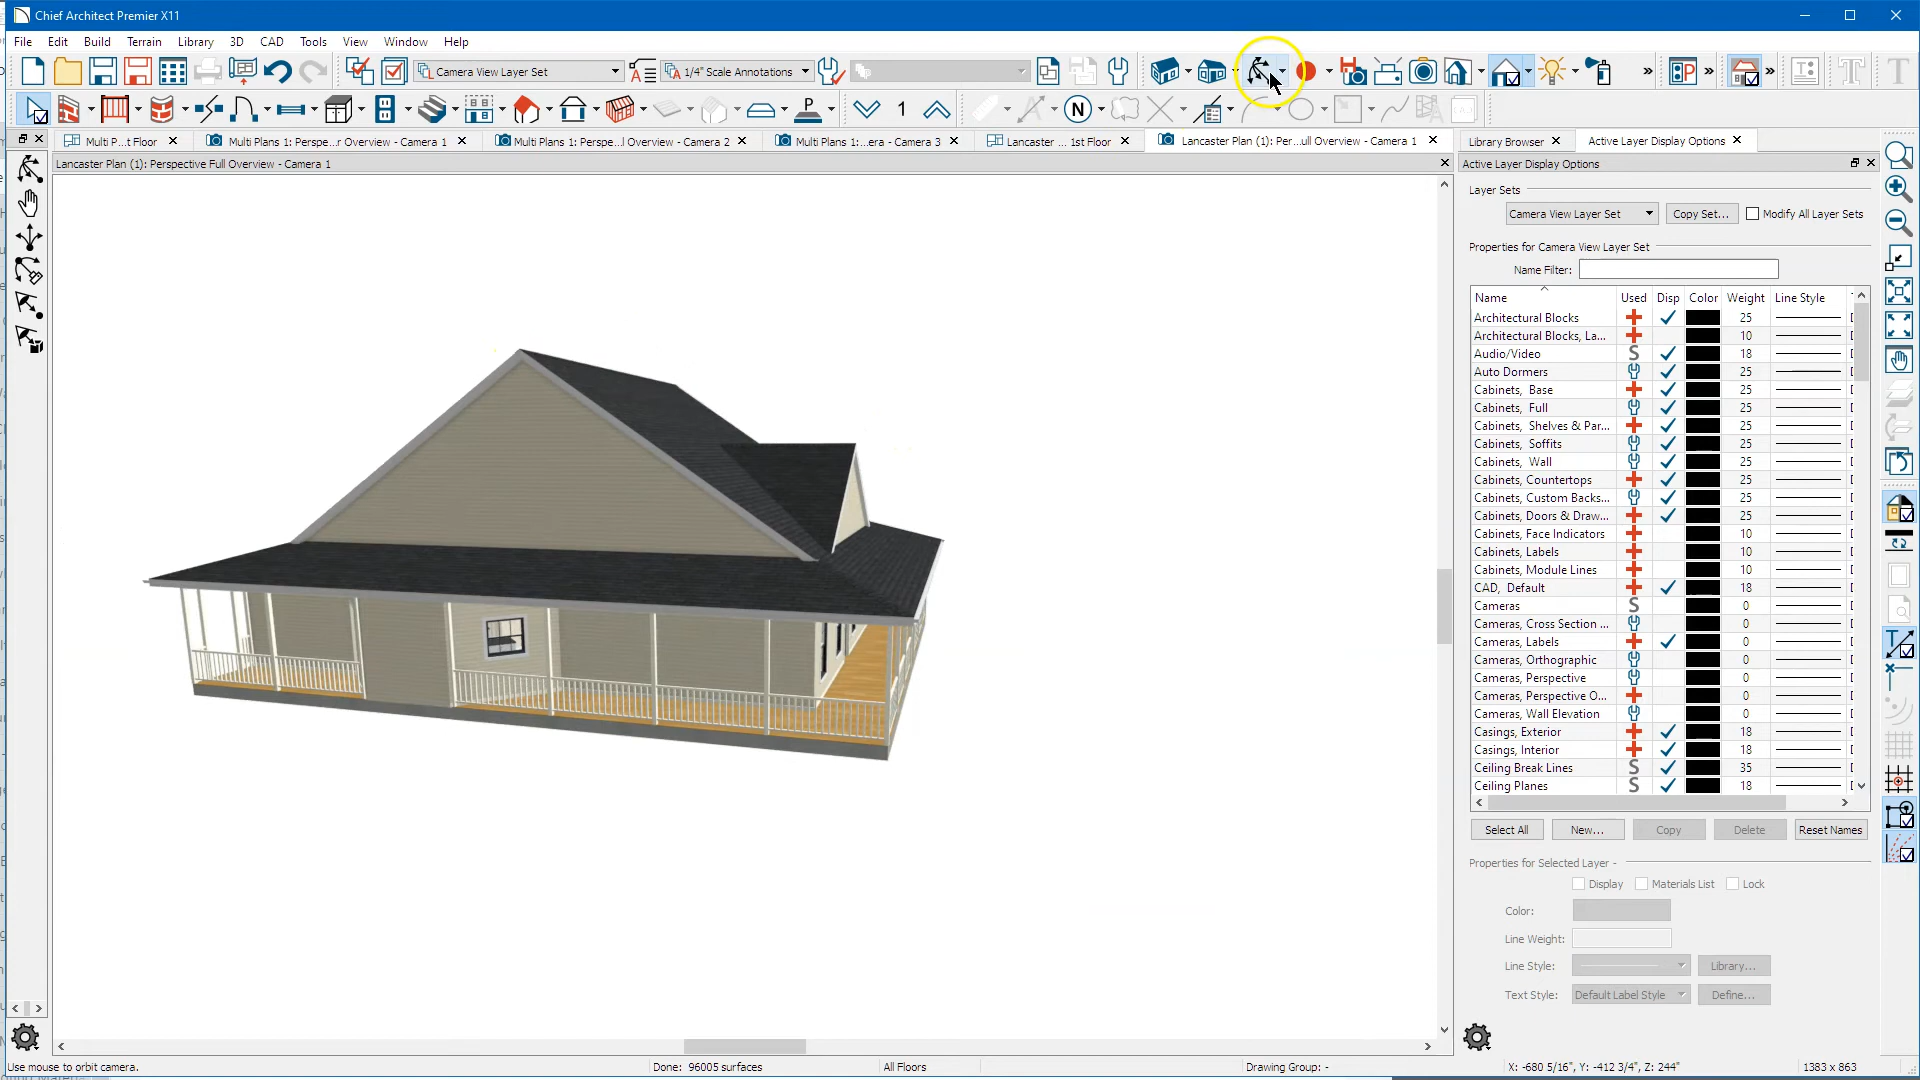 Chief Architect Premier X11
File Edit Build Terrain Library 3D CAD Tools View Window Help
Camera View Layer Set
1/4" Scale Annotations
1
N
P
Multi P...t Floor
Multi Plans 1: Perspe...r Overview - Camera 1
Multi Plans 1: Perspe...l Overview - Camera 2
Multi Plans 1:...era - Camera 3
Lancaster ... 1st Floor
Lancaster Plan (1): Per...ull Overview - Camera 1
Library Browser
Active Layer Display Options
Lancaster Plan (1): Perspective Full Overview - Camera 1
Active Layer Display Options
Layer Sets
Camera View Layer Set
Copy Set...
Modify All Layer Sets
Properties for Camera View Layer Set
Name Filter:
Name Used Disp Color Weight Line Style
Architectural Blocks 25
Architectural Blocks, La... 10
Audio/Video S 18
Auto Dormers 25
Cabinets, Base 25
Cabinets, Full 25
Cabinets, Shelves & Par... 25
Cabinets, Soffits 25
Cabinets, Wall 25
Cabinets, Countertops 25
Cabinets, Custom Backs... 25
Cabinets, Doors & Draw... 25
Cabinets, Face Indicators 10
Cabinets, Labels 10
Cabinets, Module Lines 10
CAD, Default 18
Cameras S 0
Cameras, Cross Section ... 0
Cameras, Labels 0
Cameras, Orthographic 0
Cameras, Perspective 0
Cameras, Perspective O... 0
Cameras, Wall Elevation 0
Casings, Exterior 18
Casings, Interior 18
Ceiling Break Lines S 35
Ceiling Planes S 18
Select All New... Copy Delete Reset Names
Properties for Selected Layer -
Display Materials List Lock
Color:
Line Weight:
Line Style: Library...
Text Style: Default Label Style Define...
Use mouse to orbit camera.
Done: 96005 surfaces
All Floors
Drawing Group: -
X: -680 5/16", Y: -412 3/4", Z: 244"
1383 x 863